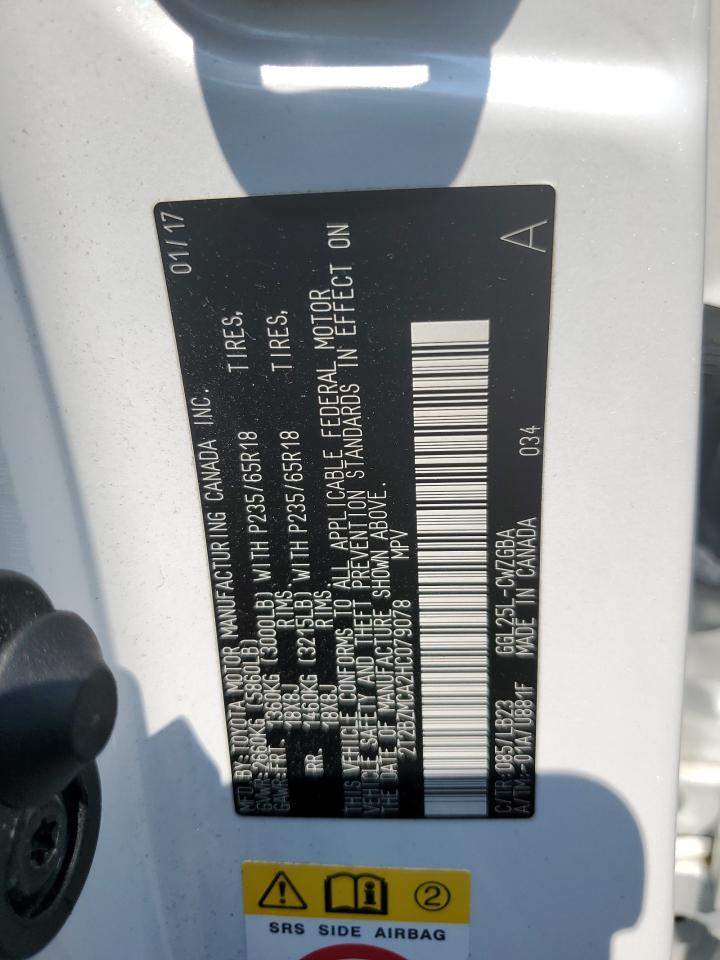 MFD.BY:TOYOTA MOTOR MANUFACTURING CANADA INC. 01/17
GVWR:2660KG(5860LB)
GAWR:FRT. 1360KG (3000LB) WITH P235/65R18 TIRES,
18X8J RIMS,
RR. 1460KG (3215LB) WITH P235/65R18 TIRES,
18X8J RIMS,
THIS VEHICLE CONFORMS TO ALL APPLICABLE FEDERAL MOTOR
VEHICLE SAFETY AND THEFT PREVENTION STANDARDS IN EFFECT ON
THE DATE OF MANUFACTURE SHOWN ABOVE.
2T2BZMCA2HC079078 MPV
C/TR:085/LB23 GGL25L-CWZGBA 034 A
A/TM:-01A/U881F MADE IN CANADA
2
SRS SIDE AIRBAG